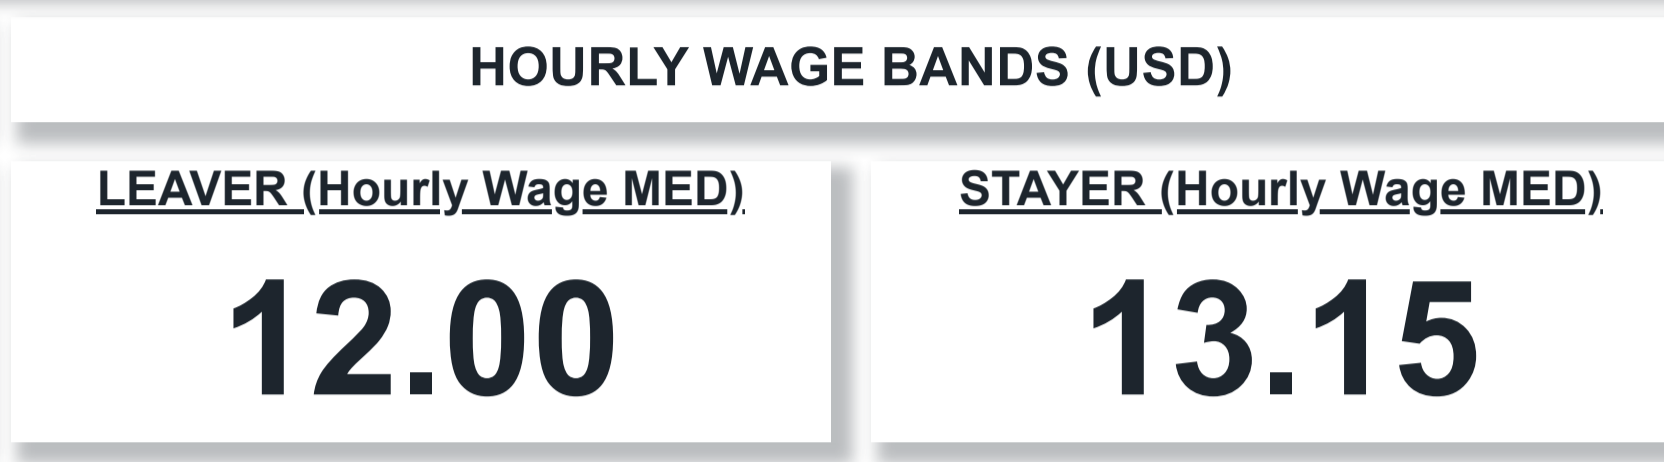 HOURLY WAGE BANDS (USD)
LEAVER (Hourly Wage MED)
12.00
STAYER (Hourly Wage MED)
13.15